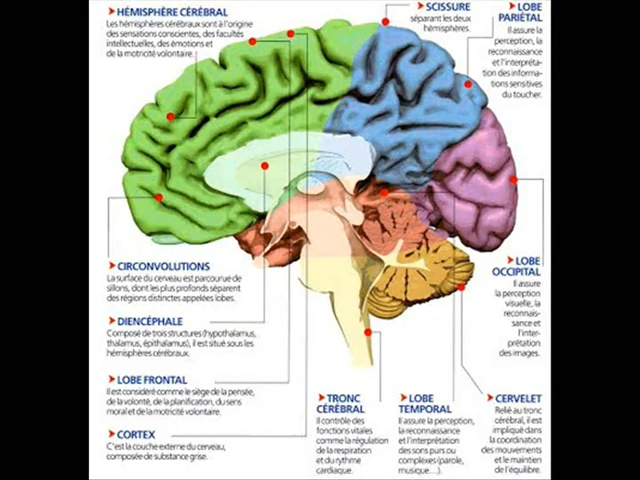 HÉMISPHÈRE CÉRÉBRAL
Les hémisphères cérébraux sont à l'origine
des sensations conscientes, des facultés
intellectuelles, des émotions et
de la motricité volontaire.
SCISSURE
séparant les deux
hémisphères.
LOBE
PARIÉTAL
Il assure la
perception, la
reconnaissance
et l'interpréta-
tion des informa-
tions sensitives
du toucher.
CIRCONVOLUTIONS
La surface du cerveau est parcourue de
sillons, dont les plus profonds séparent
des régions distinctes appelées lobes.
DIENCÉPHALE
Composé de trois structures (hypothalamus,
thalamus, épithalamus), il est situé sous les
hémisphères cérébraux.
LOBE FRONTAL
Il est considéré comme le siège de la pensée,
de la volonté, de la planification, du sens
moral et de la motricité volontaire.
CORTEX
C'est la couche externe du cerveau,
composée de substance grise.
TRONC
CÉRÉBRAL
Il contrôle des
fonctions vitales
comme la régulation
de la respiration
et du rythme
cardiaque.
LOBE
TEMPORAL
Il assure la perception,
la reconnaissance
et l'interprétation
des sons purs ou
complexes (parole,
musique…).
LOBE
OCCIPITAL
Il assure
la perception
visuelle, la
reconnais-
sance et
l'inter-
prétation
des images.
CERVELET
Relié au tronc
cérébral, il est
impliqué dans
la coordination
des mouvements
et le maintien
de l'équilibre.